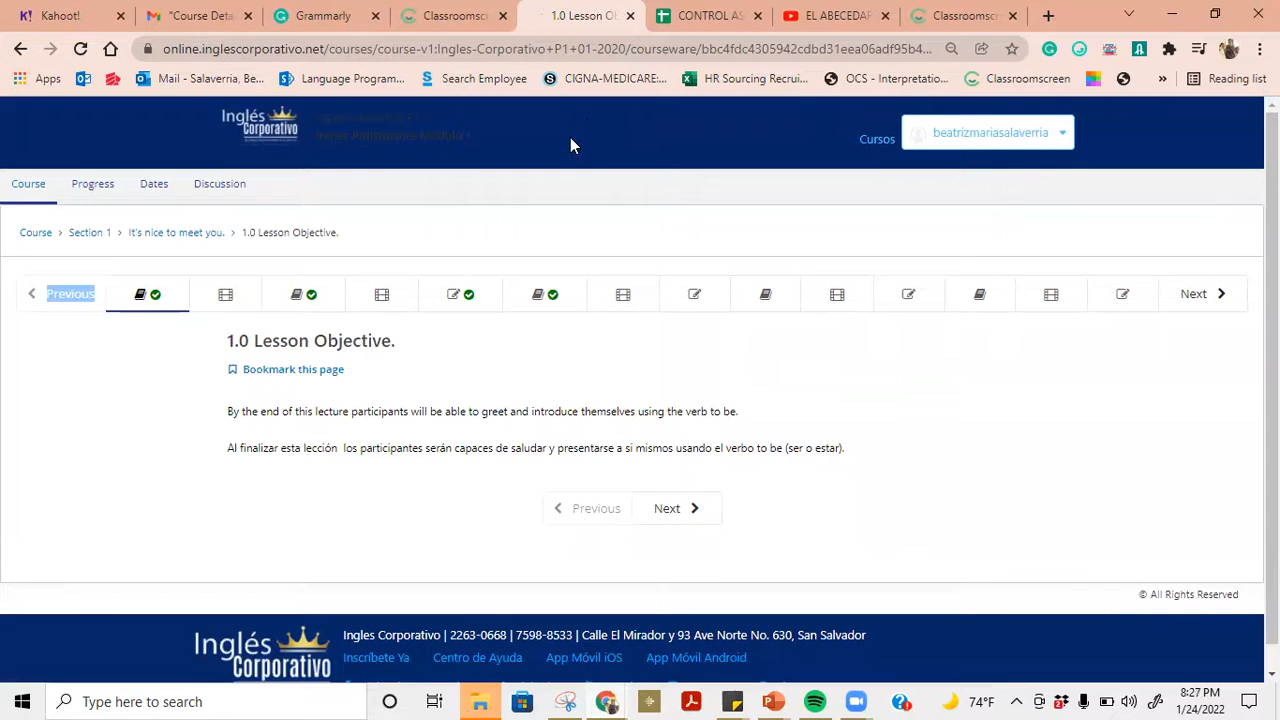 Kahoot!
"Course Deta
Grammarly
Classroomscre
1.0 Lesson O
CONTROL AS
EL ABECEDAR
Classroomscre
online.inglescorporativo.net/courses/course-v1:Ingles-Corporativo+P1+01-2020/courseware/bbc4fdc4305942cdbd31eea06adf95b4...
Apps
Mail - Salaverria, Be...
Language Program...
Search Employee
CIGNA-MEDICARE:...
HR Sourcing Recrui...
OCS - Interpretatio...
Classroomscreen
»
Reading list
Inglés
Corporativo
Cursos
beatrizmariasalaverria
Course
Progress
Dates
Discussion
Course > Section 1 > It's nice to meet you. > 1.0 Lesson Objective.
Previous
Next
1.0 Lesson Objective.
Bookmark this page
By the end of this lecture participants will be able to greet and introduce themselves using the verb to be.
Al finalizar esta lección los participantes serán capaces de saludar y presentarse a si mismos usando el verbo to be (ser o estar).
Previous
Next
© All Rights Reserved
Inglés
Corporativo
Ingles Corporativo | 2263-0668 | 7598-8533 | Calle El Mirador y 93 Ave Norte No. 630, San Salvador
Inscríbete Ya
Centro de Ayuda
App Móvil iOS
App Móvil Android
Type here to search
74°F
8:27 PM
1/24/2022